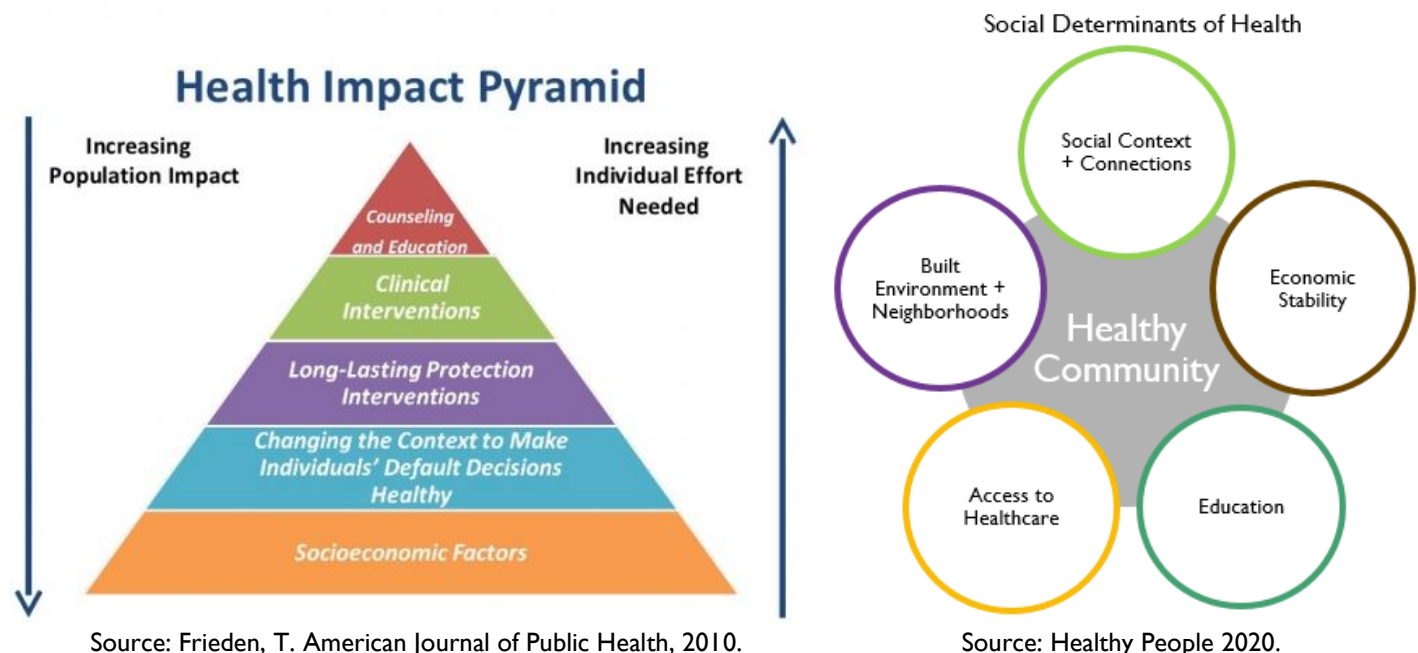 Health Impact Pyramid
Increasing
Population Impact
Increasing
Individual Effort
Needed
Counseling
and Education
Clinical
Interventions
Long-Lasting Protection
Interventions
Changing the Context to Make
Individuals’ Default Decisions
Healthy
Socioeconomic Factors
Source: Frieden, T. American Journal of Public Health, 2010.
Social Determinants of Health
Social Context
+ Connections
Built
Environment +
Neighborhoods
Economic
Stability
Healthy
Community
Access to
Healthcare
Education
Source: Healthy People 2020.